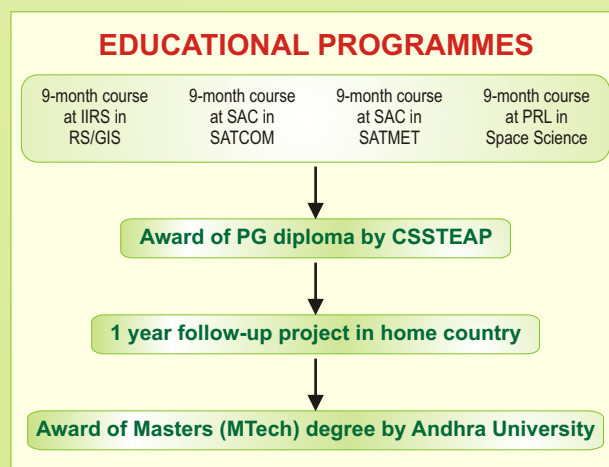 EDUCATIONAL PROGRAMMES
9-month course
at IIRS in
RS/GIS
9-month course
at SAC in
SATCOM
9-month course
at SAC in
SATMET
9-month course
at PRL in
Space Science
Award of PG diploma by CSSTEAP
1 year follow-up project in home country
Award of Masters (MTech) degree by Andhra University